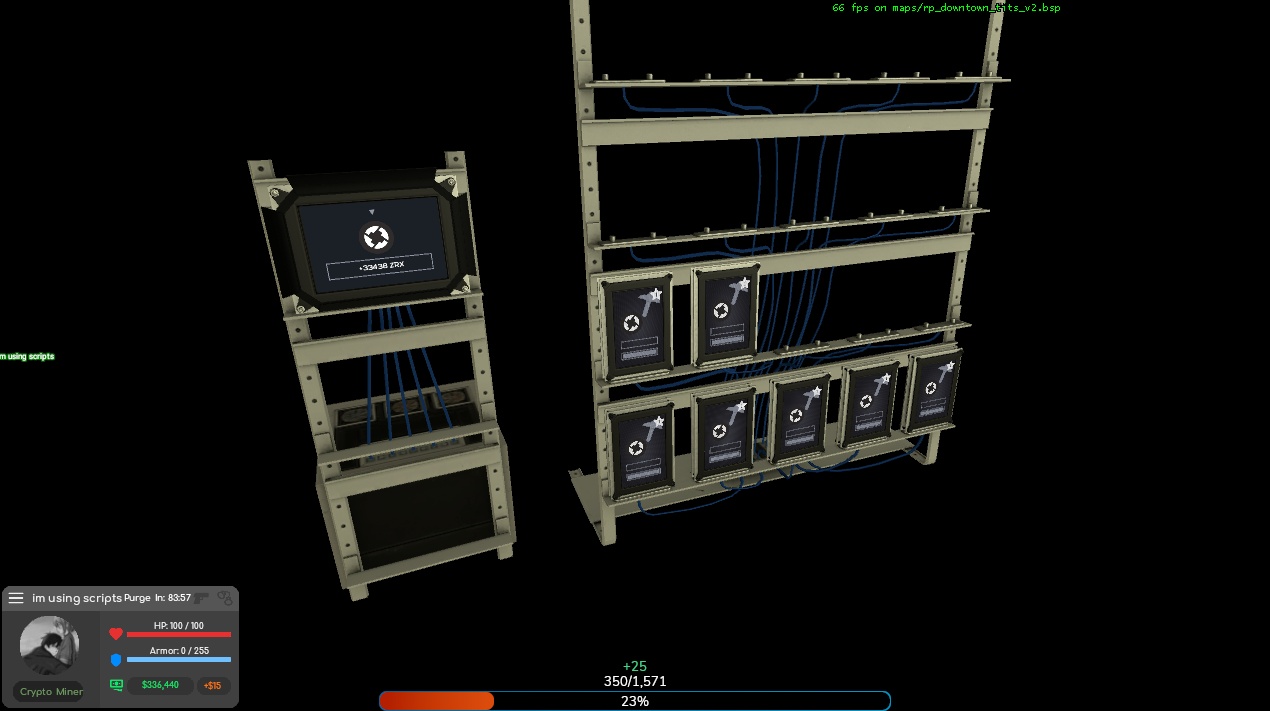 66 fps on maps/rp_downtown_tits_v2.bsp
+33438 ZRX
m using scripts
im using scripts Purge In: 83:57
HP: 100 / 100
Armor: 0 / 255
Crypto Miner
$336,440
+$15
+25
350/1,571
23%